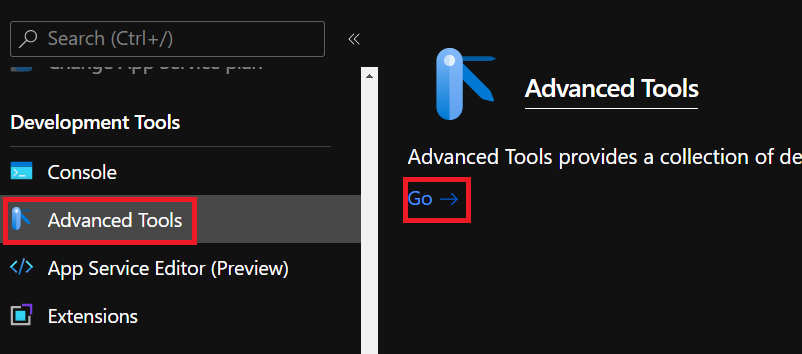 Search (Ctrl+/)
Change App Service plan
Development Tools
Console
Advanced Tools
App Service Editor (Preview)
Extensions
Advanced Tools
Advanced Tools provides a collection of de
Go →